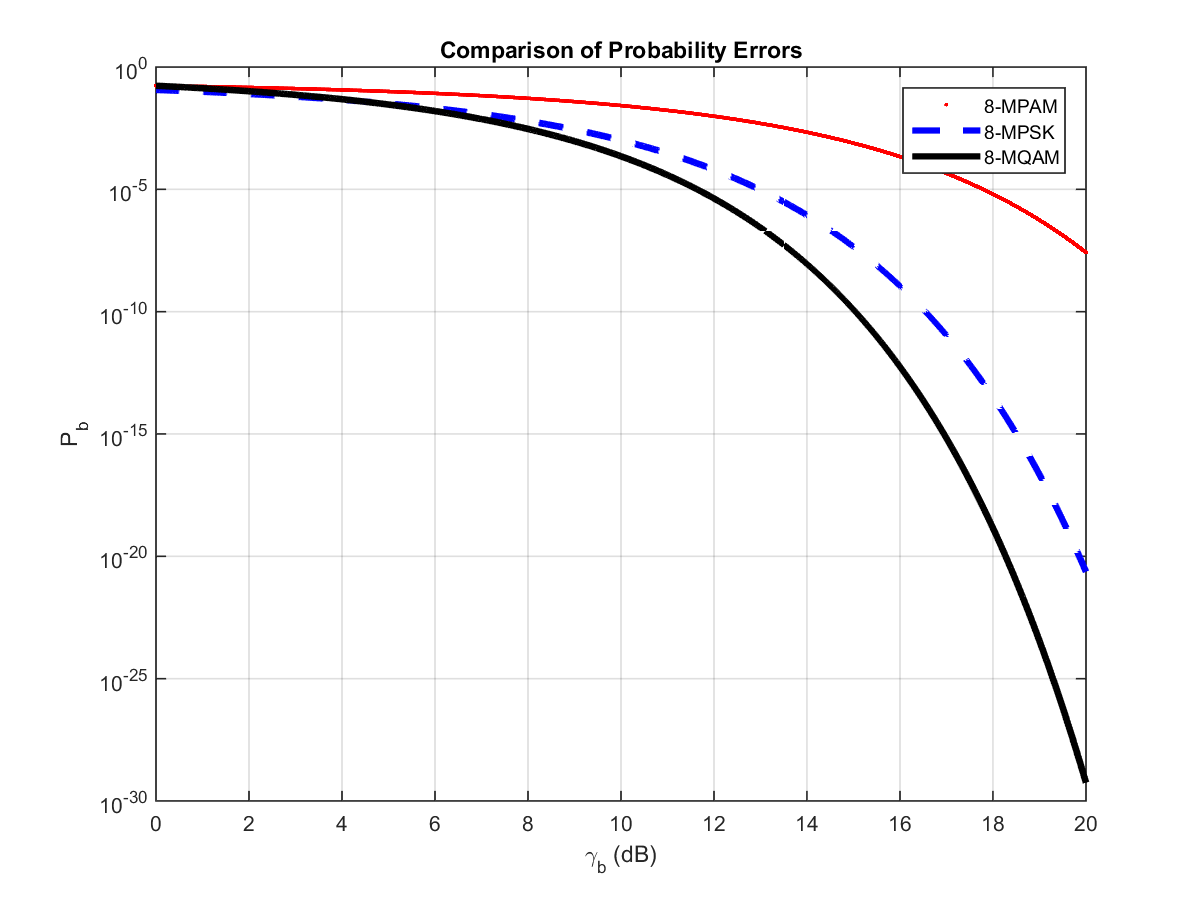 Comparison of Probability Errors
10^0
10^-5
10^-10
10^-15
10^-20
10^-25
10^-30
P_b
8-MPAM
8-MPSK
8-MQAM
0 2 4 6 8 10 12 14 16 18 20
γ_b (dB)